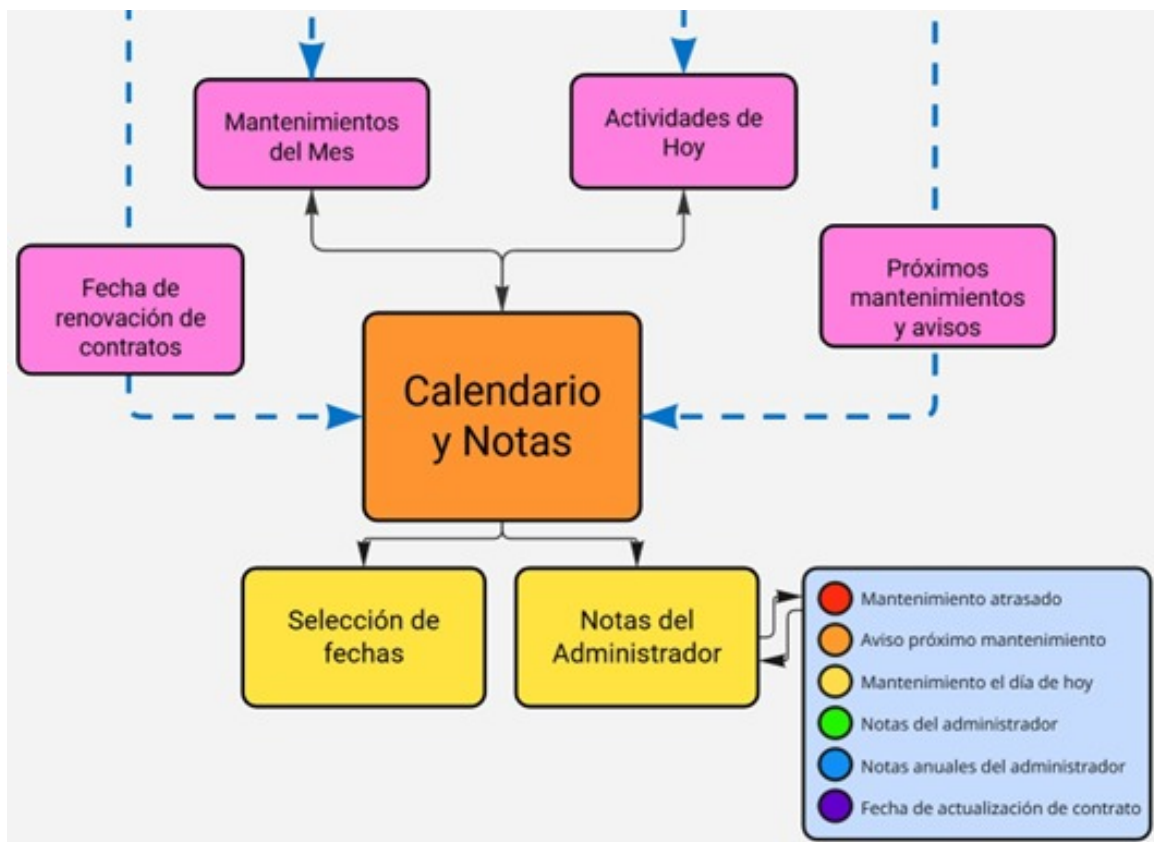 Mantenimientos
del Mes
Actividades de
Hoy
Fecha de
renovación de
contratos
Próximos
mantenimientos
y avisos
Calendario
y Notas
Selección de
fechas
Notas del
Administrador
Mantenimiento atrasado
Aviso próximo mantenimiento
Mantenimiento el día de hoy
Notas del administrador
Notas anuales del administrador
Fecha de actualización de contrato